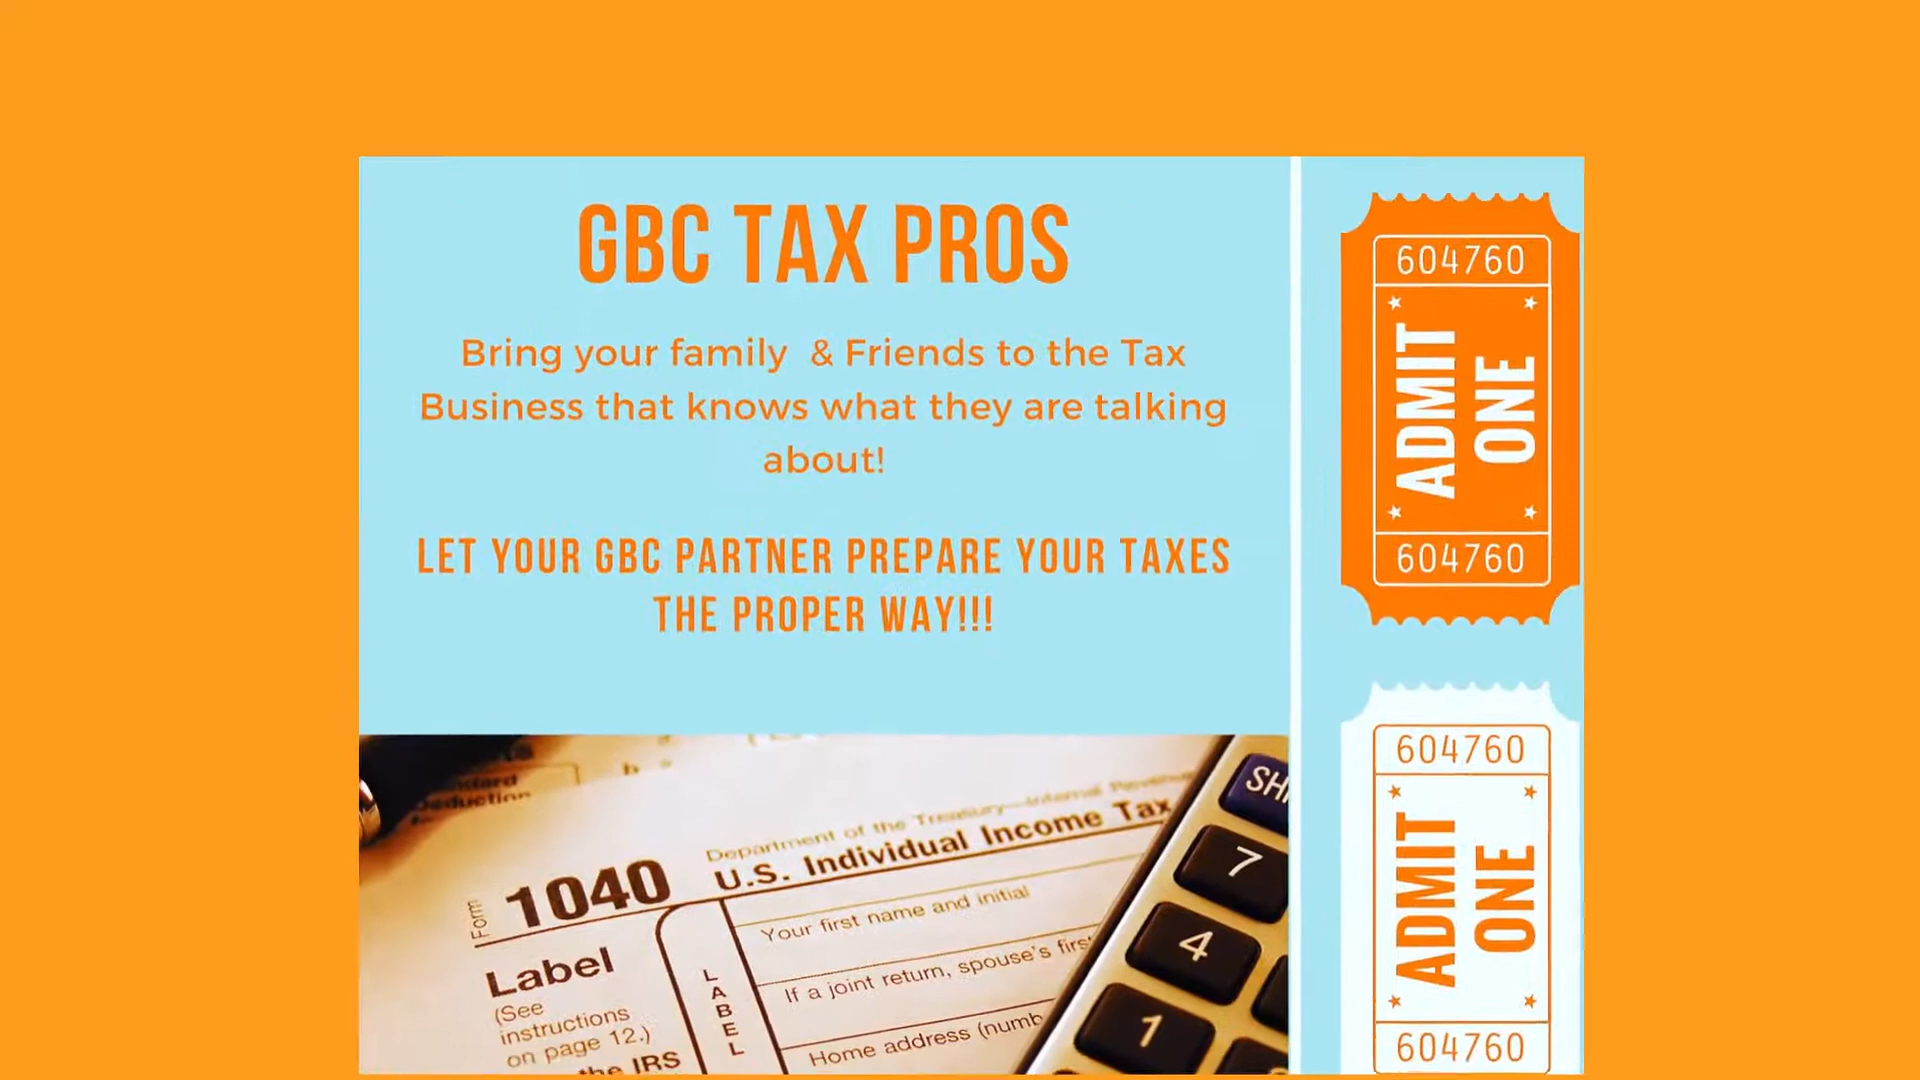 GBC TAX PROS
Bring your family & Friends to the Tax
Business that knows what they are talking
about!
LET YOUR GBC PARTNER PREPARE YOUR TAXES
THE PROPER WAY!!!
604760
ADMIT
ONE
604760
604760
ADMIT
ONE
604760
Deduction
Department of the Treasury—Internal Revenue
Form 1040 U.S. Individual Income Tax
Label
(See
instructions
on page 12.)
the IRS
LABEL
Your first name and initial
If a joint return, spouse's first
Home address (numb
7
4
1